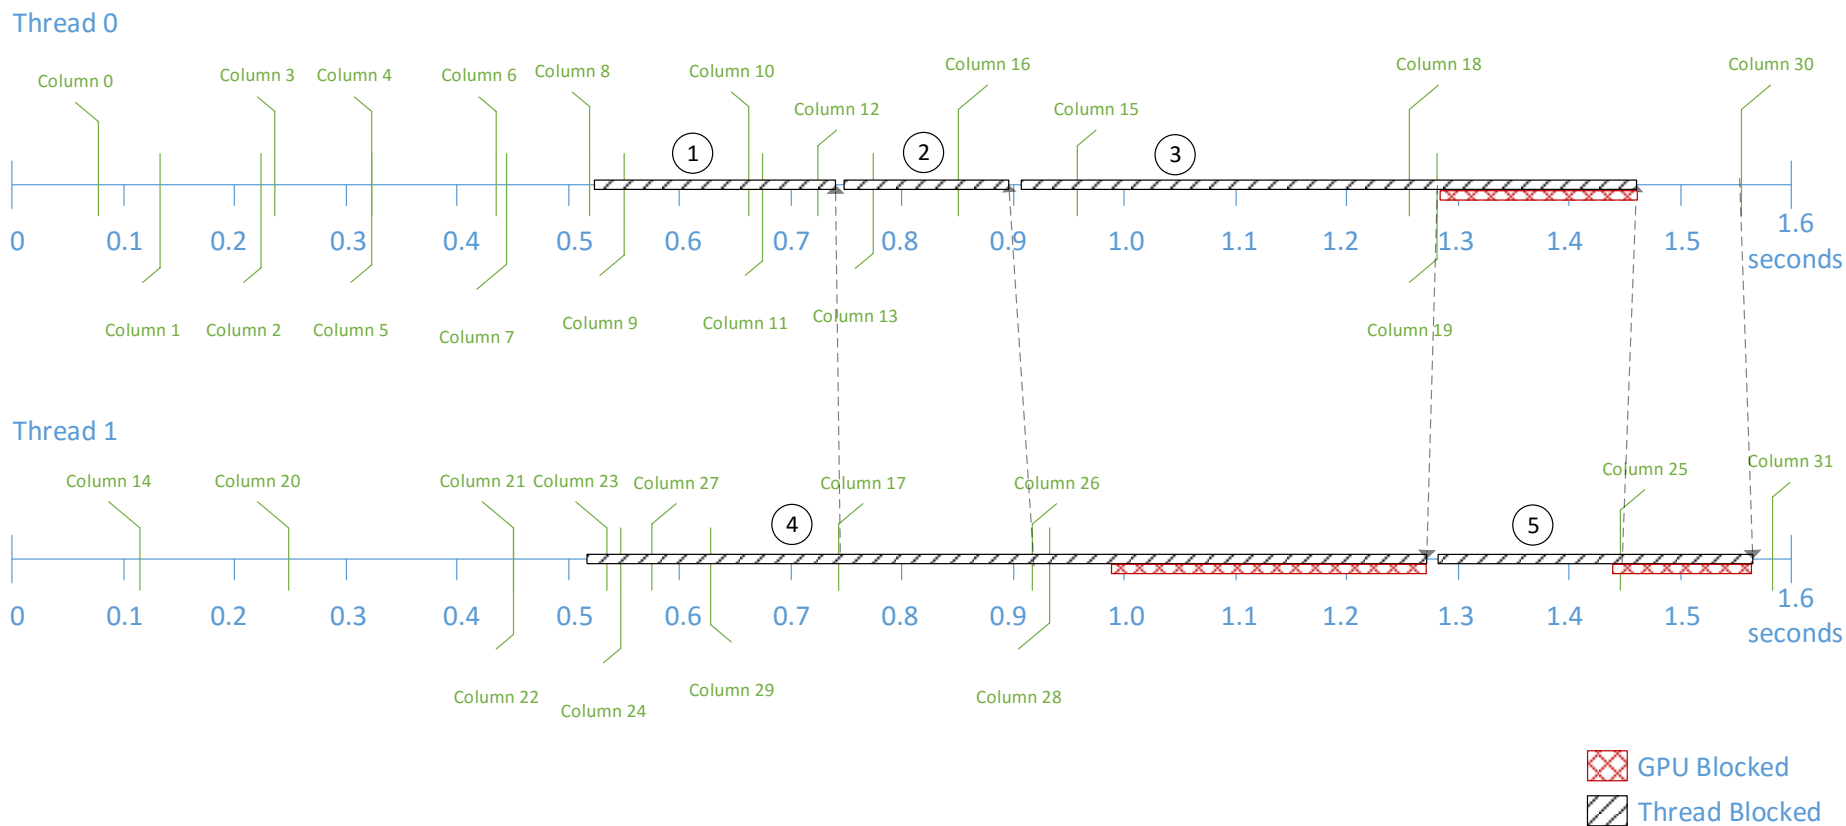 Thread 0
Column 0
Column 3
Column 4
Column 6
Column 8
Column 10
Column 12
Column 16
Column 15
Column 18
Column 30
1
2
3
0
0.1
0.2
0.3
0.4
0.5
0.6
0.7
0.8
0.9
1.0
1.1
1.2
1.3
1.4
1.5
1.6
seconds
Column 1
Column 2
Column 5
Column 7
Column 9
Column 11
Column 13
Column 19
Thread 1
Column 14
Column 20
Column 21
Column 23
Column 27
Column 17
Column 26
Column 25
Column 31
4
5
0
0.1
0.2
0.3
0.4
0.5
0.6
0.7
0.8
0.9
1.0
1.1
1.2
1.3
1.4
1.5
1.6
seconds
Column 22
Column 24
Column 29
Column 28
GPU Blocked
Thread Blocked